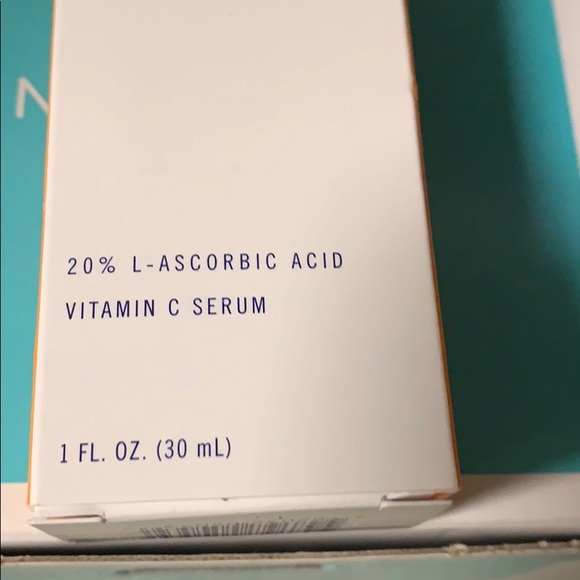 N
20% L-ASCORBIC ACID
VITAMIN C SERUM
1 FL. OZ. (30 mL)